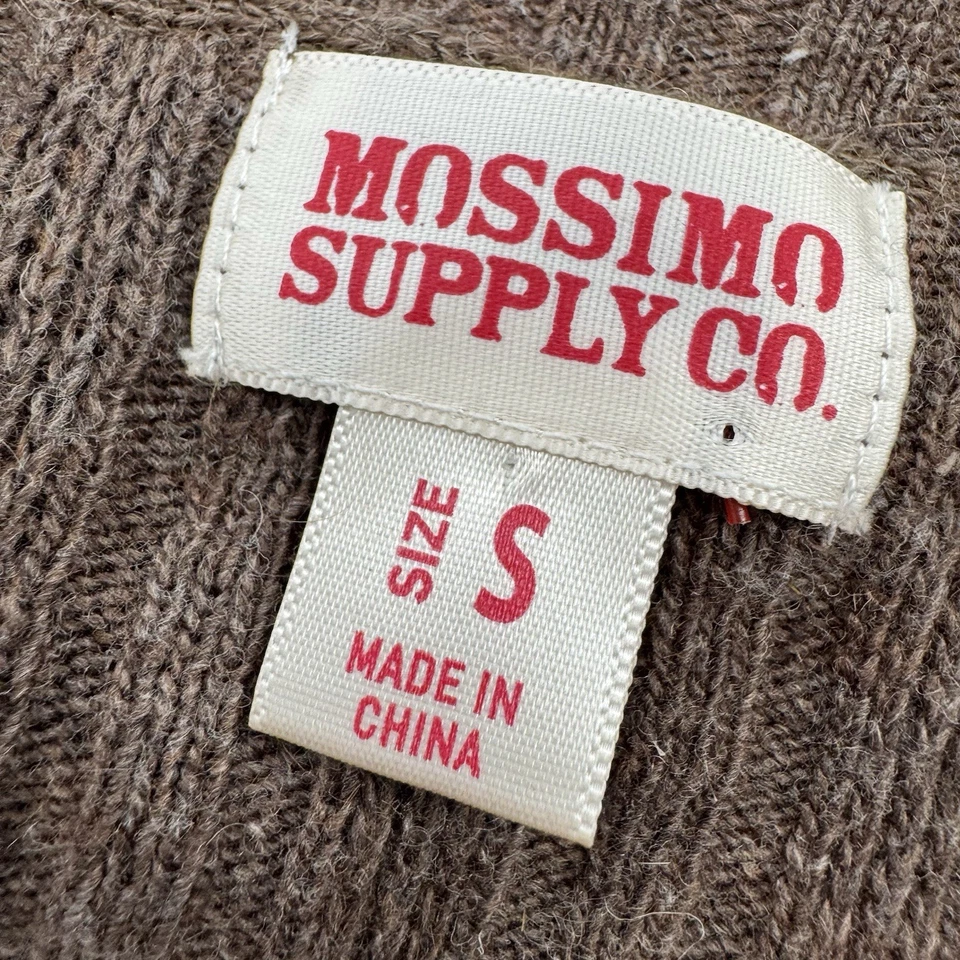 MOSSIMO
SUPPLY CO.
SIZE S
MADE IN
CHINA